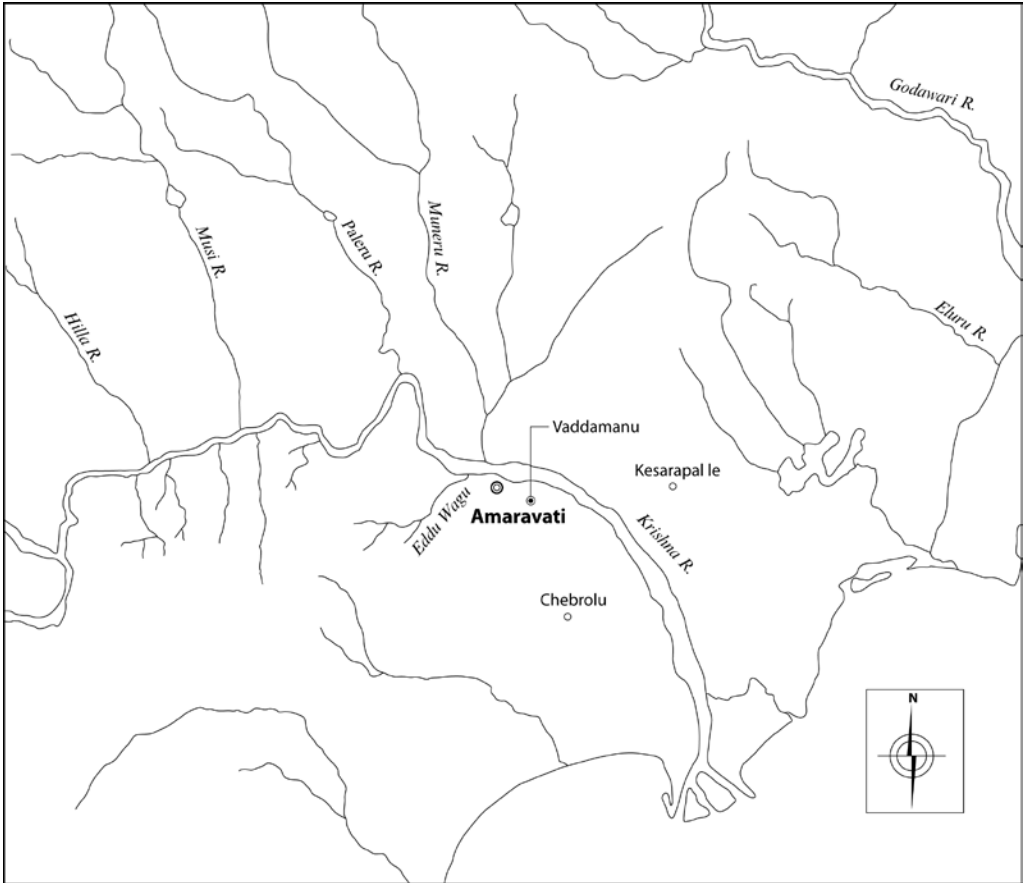 Godawari R.
Musi R.
Paleru R.
Muneru R.
Hilla R.
Eluru R.
Vaddamanu
Kesarapal le
Amaravati
Eddu Wagu
Krishna R.
Chebrolu
N